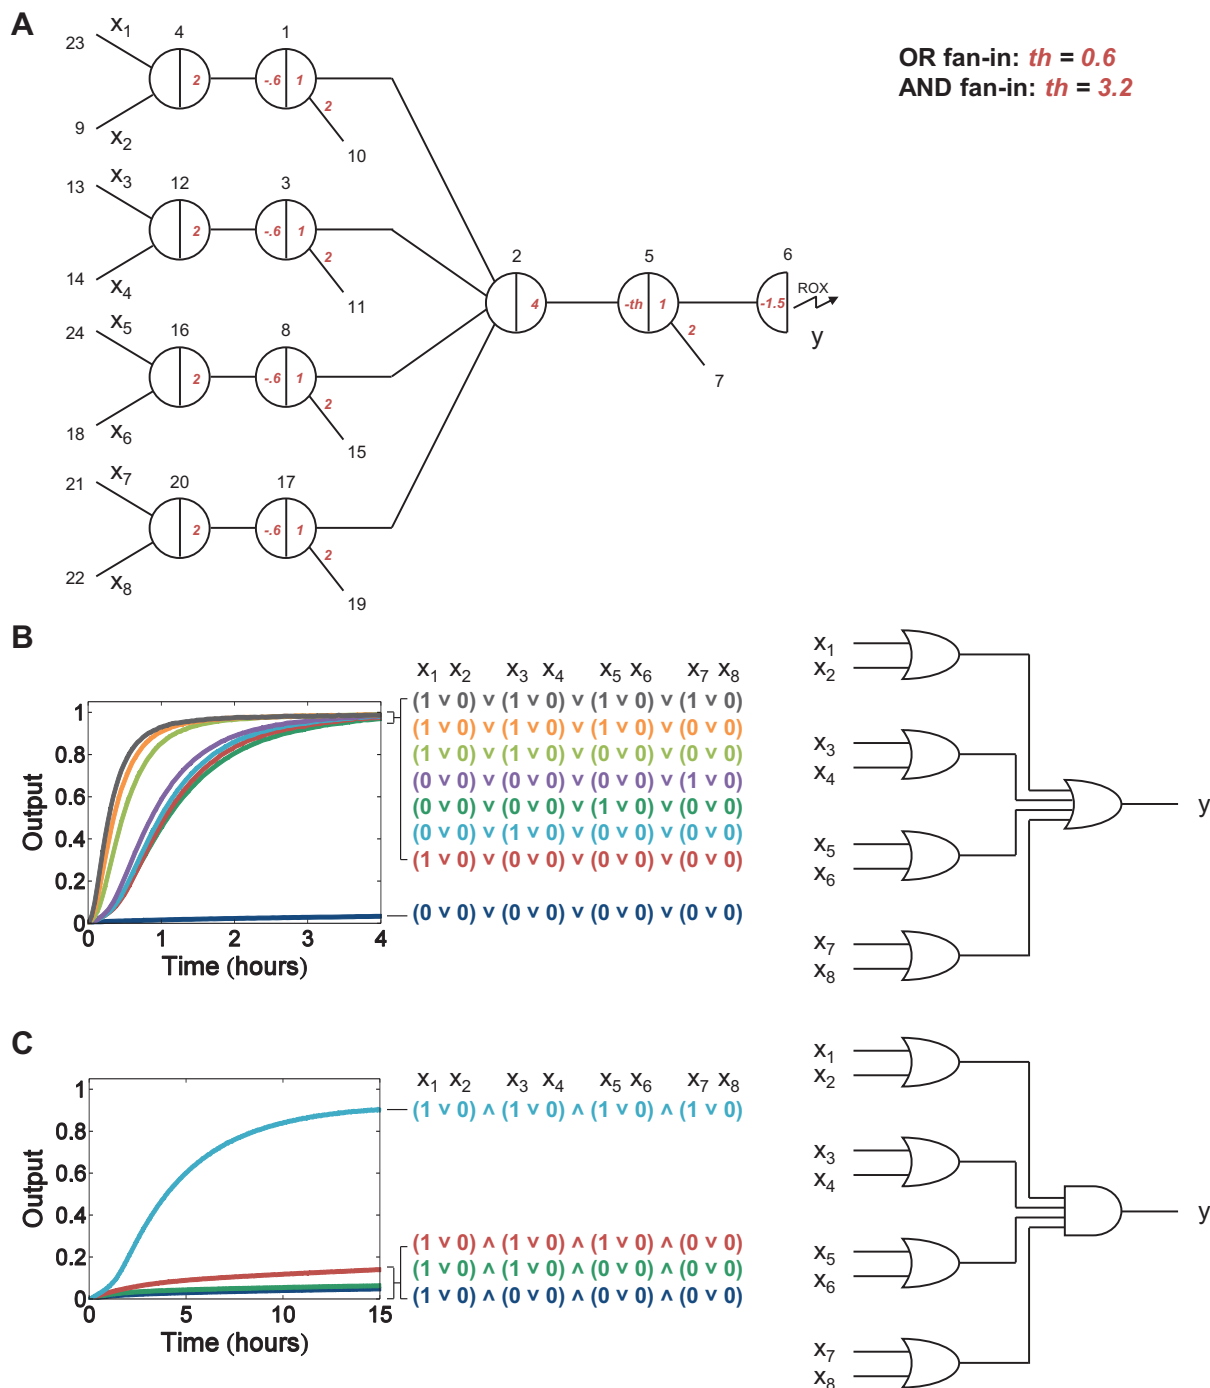 A
OR fan-in: th = 0.6
AND fan-in: th = 3.2
23 x1 4 1
2 -.6 1
9 x2 2 10
13 x3 12 3
2 -.6 1
14 x4 2 11
24 x5 16 8
2 -.6 1
18 x6 2 15
21 x7 20 17
2 -.6 1
22 x8 2 19
2 5 6
4 -th 1 -1.5 ROX
2 y
7
B
x1 x2 x3 x4 x5 x6 x7 x8
(1 ∨ 0) ∨ (1 ∨ 0) ∨ (1 ∨ 0) ∨ (1 ∨ 0)
(1 ∨ 0) ∨ (1 ∨ 0) ∨ (1 ∨ 0) ∨ (0 ∨ 0)
(1 ∨ 0) ∨ (1 ∨ 0) ∨ (0 ∨ 0) ∨ (0 ∨ 0)
(0 ∨ 0) ∨ (0 ∨ 0) ∨ (0 ∨ 0) ∨ (1 ∨ 0)
(0 ∨ 0) ∨ (0 ∨ 0) ∨ (1 ∨ 0) ∨ (0 ∨ 0)
(0 ∨ 0) ∨ (1 ∨ 0) ∨ (0 ∨ 0) ∨ (0 ∨ 0)
(1 ∨ 0) ∨ (0 ∨ 0) ∨ (0 ∨ 0) ∨ (0 ∨ 0)
(0 ∨ 0) ∨ (0 ∨ 0) ∨ (0 ∨ 0) ∨ (0 ∨ 0)
Output
1
0.8
0.6
0.4
0.2
0
0 1 2 3 4
Time (hours)
x1
x2
x3
x4
x5
x6
x7
x8
y
C
x1 x2 x3 x4 x5 x6 x7 x8
(1 ∨ 0) ∧ (1 ∨ 0) ∧ (1 ∨ 0) ∧ (1 ∨ 0)
(1 ∨ 0) ∧ (1 ∨ 0) ∧ (1 ∨ 0) ∧ (0 ∨ 0)
(1 ∨ 0) ∧ (1 ∨ 0) ∧ (0 ∨ 0) ∧ (0 ∨ 0)
(1 ∨ 0) ∧ (0 ∨ 0) ∧ (0 ∨ 0) ∧ (0 ∨ 0)
Output
1
0.8
0.6
0.4
0.2
0
0 5 10 15
Time (hours)
x1
x2
x3
x4
x5
x6
x7
x8
y